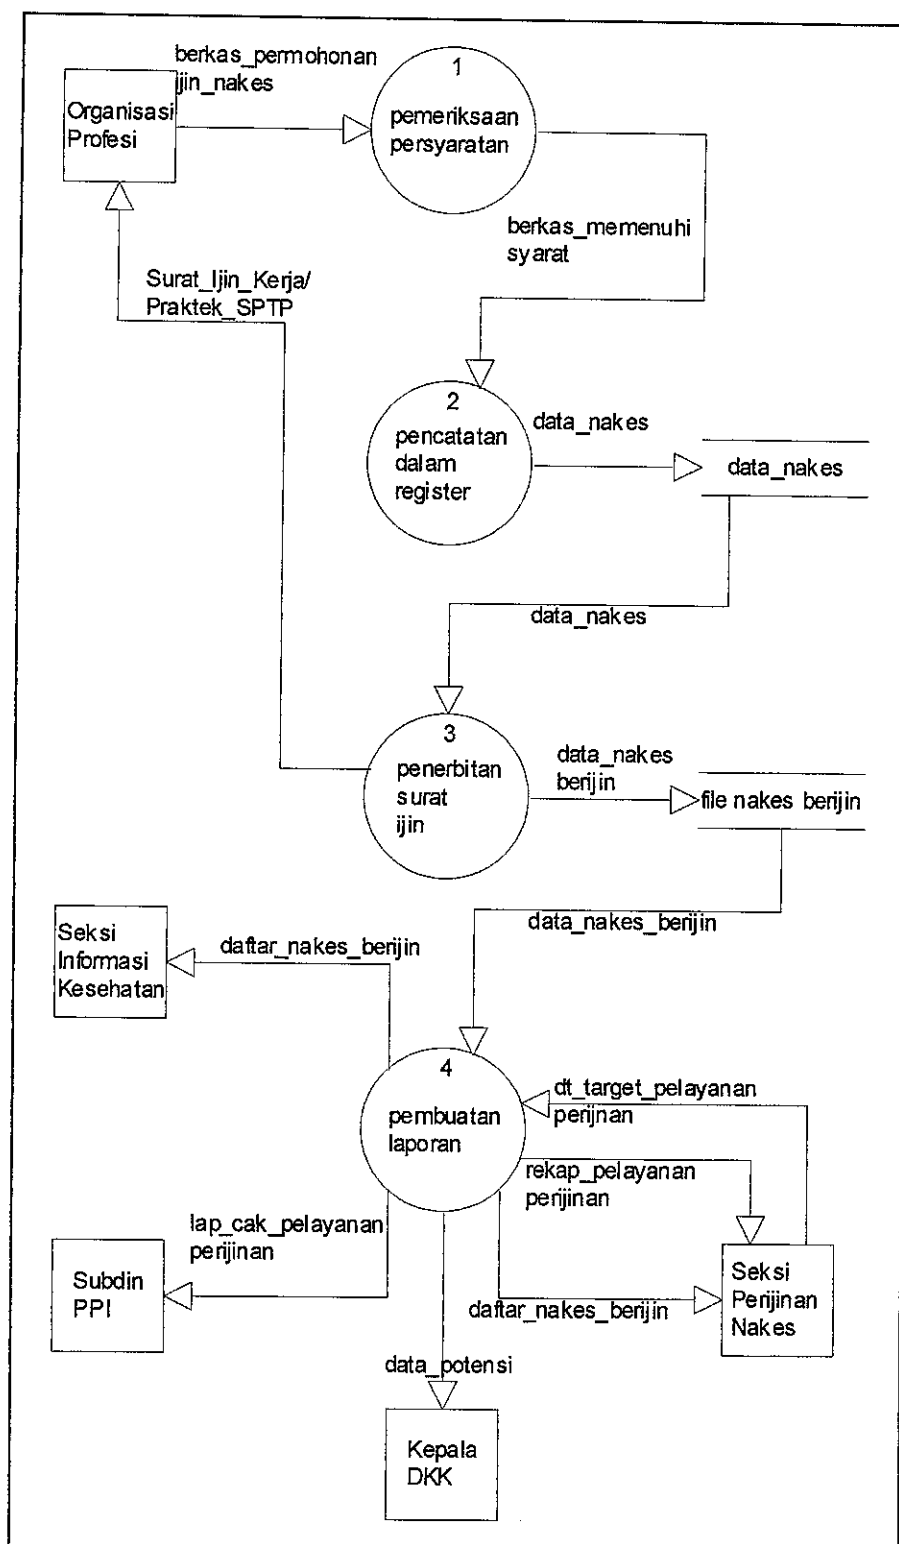 berkas_permohonan
ijin_nakes
Organisasi
Profesi
1
pemeriksaan
persyaratan
berkas_memenuhi
syarat
Surat_Ijin_Kerja/
Praktek_SPTP
2
pencatatan
dalam
register
data_nakes
data_nakes
data_nakes
3
penerbitan
surat
ijin
data_nakes
berijin
file nakes berijin
data_nakes_berijin
Seksi
Informasi
Kesehatan
daftar_nakes_berijin
4
pembuatan
laporan
dt_target_pelayanan
perijnan
rekap_pelayanan
perijinan
lap_cak_pelayanan
perijinan
Subdin
PPI
daftar_nakes_berijin
Seksi
Perijinan
Nakes
data_potensi
Kepala
DKK